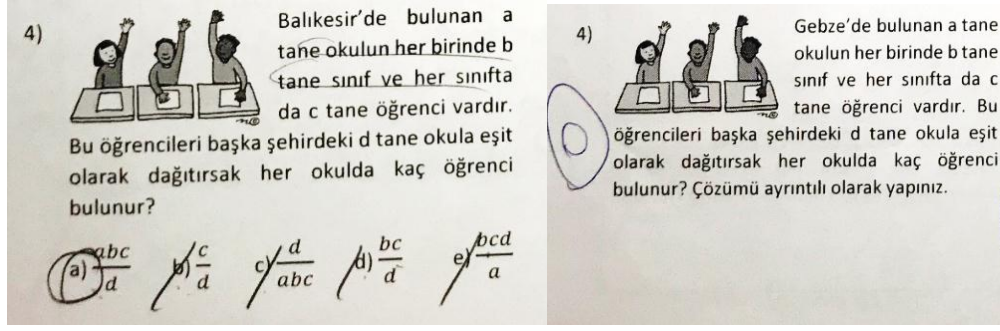 4)
Balıkesir'de bulunan a
tane okulun her birinde b
tane sınıf ve her sınıfta
da c tane öğrenci vardır.
Bu öğrencileri başka şehirdeki d tane okula eşit
olarak dağıtırsak her okulda kaç öğrenci
bulunur?
a) abc/d b) c/d c) d/abc d) bc/d e) bcd/a
4)
Gebze'de bulunan a tane
okulun her birinde b tane
sınıf ve her sınıfta da c
tane öğrenci vardır. Bu
öğrencileri başka şehirdeki d tane okula eşit
olarak dağıtırsak her okulda kaç öğrenci
bulunur? Çözümü ayrıntılı olarak yapınız.
0